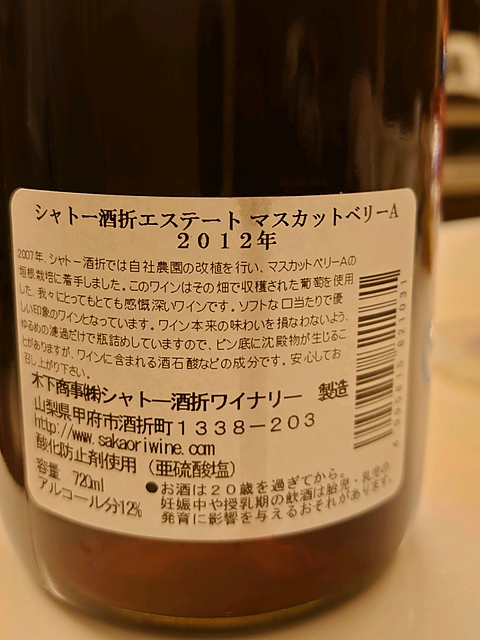 シャトー酒折エステート マスカットベリーA
2012年
2007年、シャトー酒折では自社農園の改植を行い、マスカットベリーAの
垣根栽培に着手しました。このワインはその畑で収穫された葡萄を使用
した、我々にとってもとても感慨深いワインです。ソフトな口当たりで優
しい印象のワインとなっています。ワイン本来の味わいを損なわないよう、
ゆるめの濾過だけで瓶詰めしていますので、ビン底に沈殿物が生じるこ
とがありますが、ワインに含まれる酒石酸などの成分です。安心してお
召し上がり下さい。
木下商事㈱シャトー酒折ワイナリー 製造
山梨県甲府市酒折町1338-203
http://www.sakaoriwine.com
酸化防止剤使用(亜硫酸塩)
容量 720ml
アルコール分12%
●お酒は20歳を過ぎてから。
妊娠中や授乳期の飲酒は胎児・乳児の
発育に影響を与えるおそれがあります。